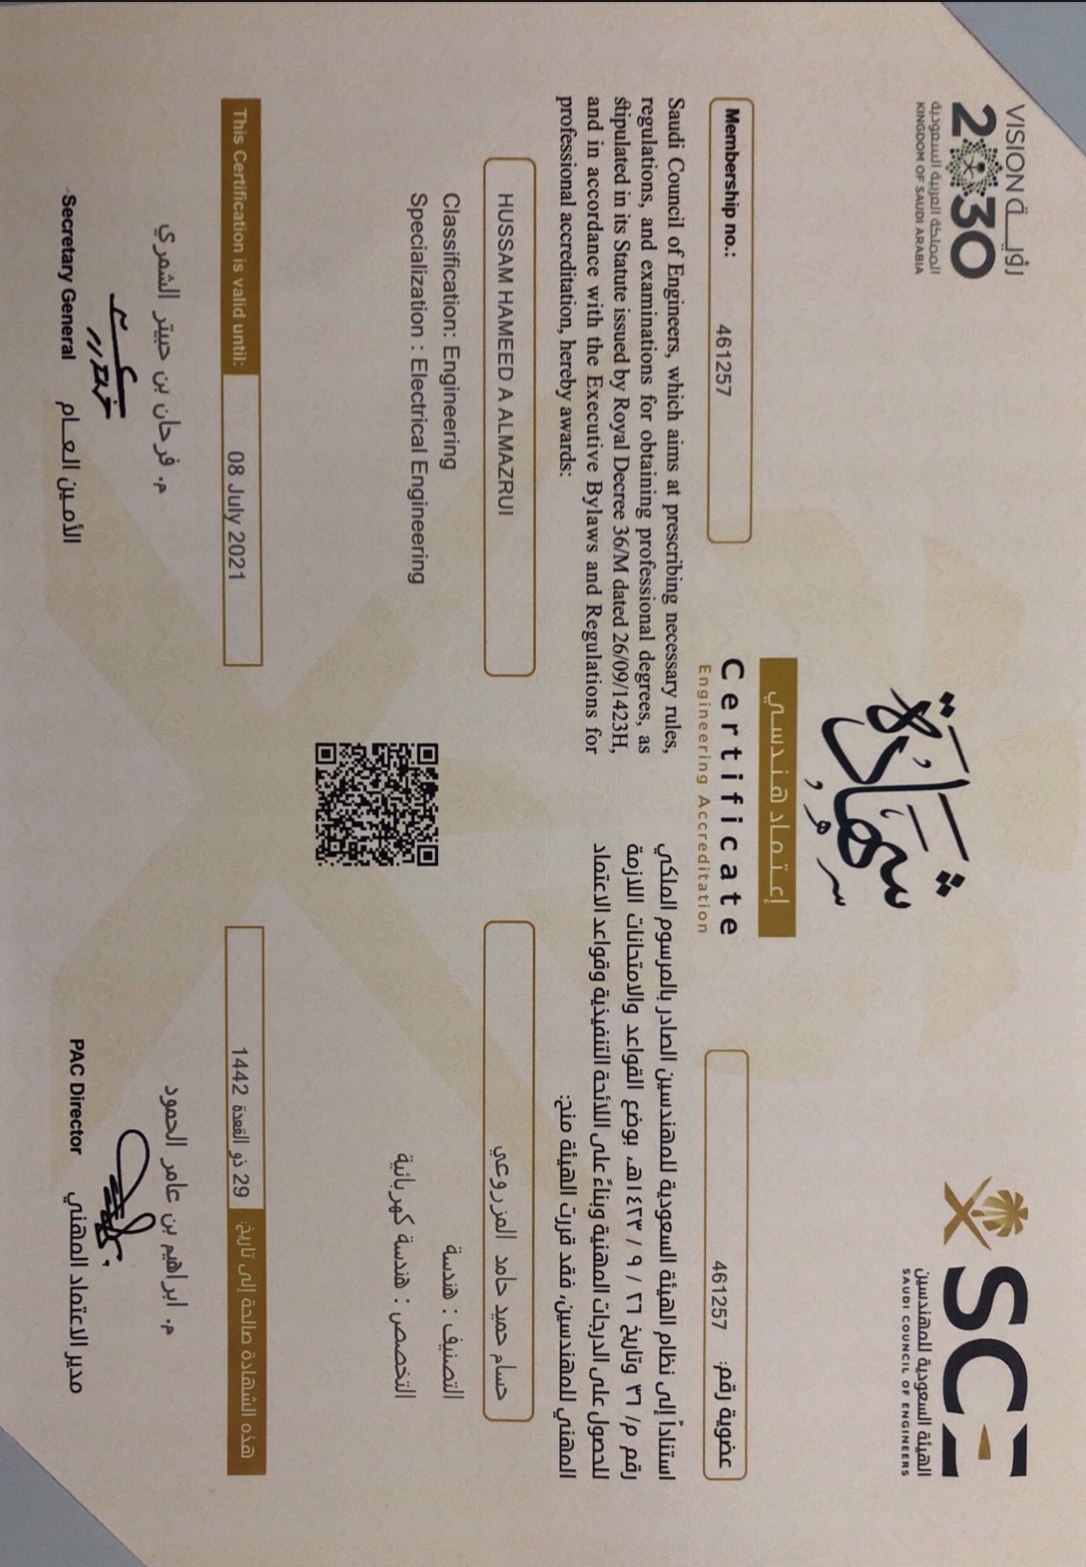 VISION رؤيــــة
2030
المملكة العربية السعودية
KINGDOM OF SAUDI ARABIA
SCE
الهيئة السعودية للمهندسين
SAUDI COUNCIL OF ENGINEERS
شهادة
إعتماد هندسي
Certificate
Engineering Accreditation
Membership no.: 461257
عضوية رقم: 461257
Saudi Council of Engineers, which aims at prescribing necessary rules,
regulations, and examinations for obtaining professional degrees, as
stipulated in its Statute issued by Royal Decree 36/M dated 26/09/1423H,
and in accordance with the Executive Bylaws and Regulations for
professional accreditation, hereby awards:
استناداً إلى نظام الهيئة السعودية للمهندسين الصادر بالمرسوم الملكي
رقم م/ ٣٦ وتاريخ ٢٦ / ٩ / ١٤٢٣هـ، بوضع القواعد والامتحانات اللازمة
للحصول على الدرجات المهنية وبناءً على اللائحة التنفيذية وقواعد الاعتماد
المهني للمهندسين، فقد قررت الهيئة منح:
HUSSAM HAMEED A ALMAZRUI
حسام حميد حامد المزروعي
Classification: Engineering
Specialization : Electrical Engineering
التصنيف : هندسة
التخصص : هندسة كهربائية
This Certification is valid until: 08 July 2021
هذه الشهادة صالحة إلى تاريخ: 29 ذو القعدة 1442
م. فرحان بن حبيتر الشمري
م. ابراهيم بن عامر الحمود
Secretary General الأمين العـام
PAC Director مدير الاعتماد المهني